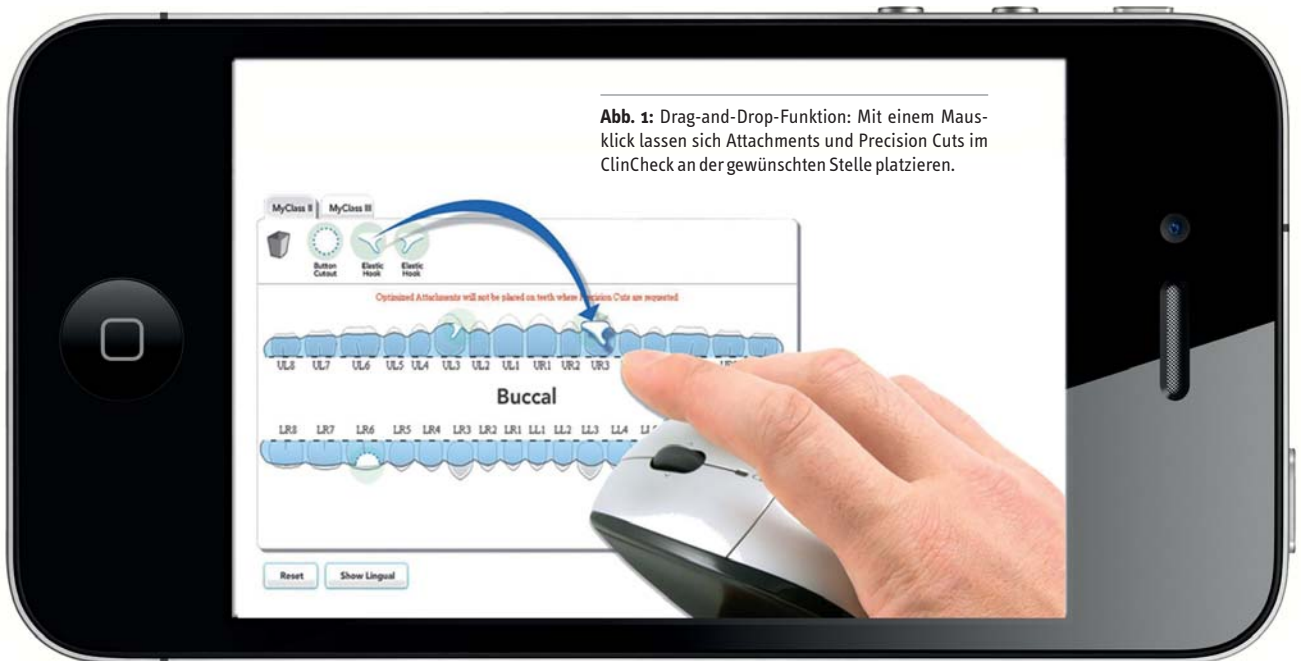 Abb. 1: Drag-and-Drop-Funktion: Mit einem Maus-
klick lassen sich Attachments und Precision Cuts im
ClinCheck an der gewünschten Stelle platzieren.
MyClass II MyClass III
Button Cutout Elastic Hook Elastic Hook
Optimized Attachments will not be placed on teeth where Precision Cuts are requested
UL8 UL7 UL6 UL5 UL4 UL3 UL2 UL1 UR1 UR2 UR3
Buccal
LR8 LR7 LR6 LR5 LR4 LR3 LR2 LR1 LL1 LL2 LL3 LL4
Reset Show Lingual